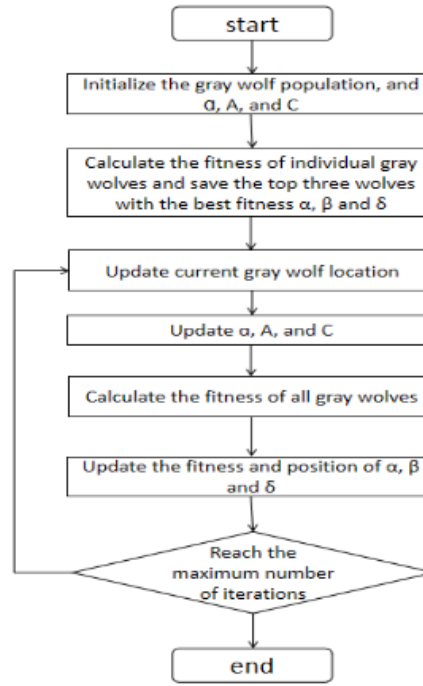 start
Initialize the gray wolf population, and
α, A, and C
Calculate the fitness of individual gray
wolves and save the top three wolves
with the best fitness α, β and δ
Update current gray wolf location
Update α, A, and C
Calculate the fitness of all gray wolves
Update the fitness and position of α, β
and δ
Reach the
maximum number
of iterations
end